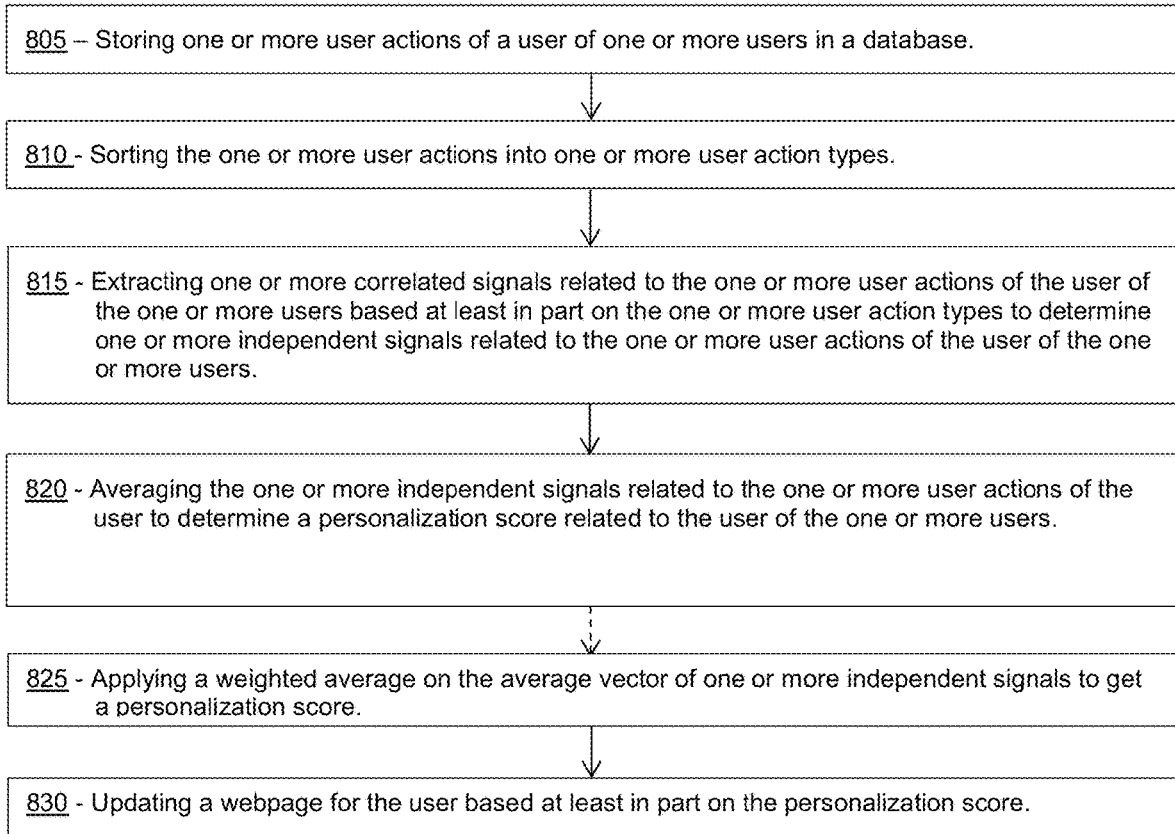 805 – Storing one or more user actions of a user of one or more users in a database.
810 - Sorting the one or more user actions into one or more user action types.
815 - Extracting one or more correlated signals related to the one or more user actions of the user of
the one or more users based at least in part on the one or more user action types to determine
one or more independent signals related to the one or more user actions of the user of the one
or more users.
820 - Averaging the one or more independent signals related to the one or more user actions of the
user to determine a personalization score related to the user of the one or more users.
825 - Applying a weighted average on the average vector of one or more independent signals to get
a personalization score.
830 - Updating a webpage for the user based at least in part on the personalization score.